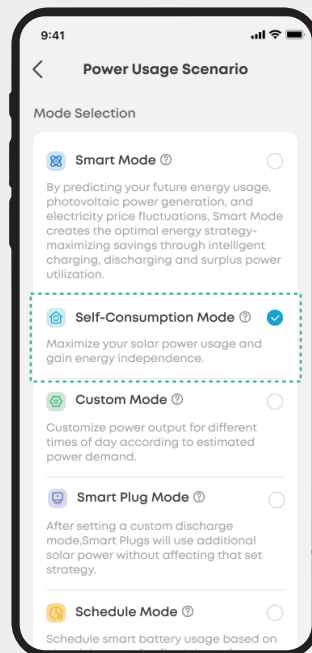 9:41
Power Usage Scenario
Mode Selection
Smart Mode
By predicting your future energy usage,
photovoltaic power generation, and
electricity price fluctuations, Smart Mode
creates the optimal energy strategy-
maximizing savings through intelligent
charging, discharging and surplus power
utilization.
Self-Consumption Mode
Maximize your solar power usage and
gain energy independence.
Custom Mode
Customize power output for different
times of day according to estimated
power demand.
Smart Plug Mode
After setting a custom discharge
mode,Smart Plugs will use additional
solar power without affecting that set
strategy.
Schedule Mode
Schedule smart battery usage based on